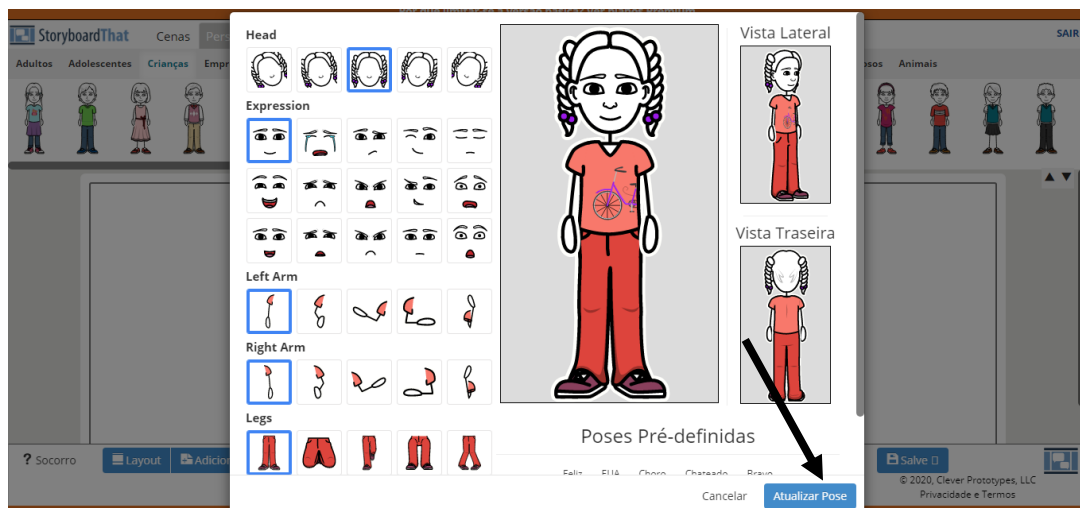 StoryboardThat
Cenas
SAIR
Adultos Adolescentes Crianças
Animais
Head
Expression
Left Arm
Right Arm
Legs
Vista Lateral
Vista Traseira
Poses Pré-definidas
Feliz EUA Choro Chateado Bravo
Cancelar Atualizar Pose
? Socorro Layout
Salve
© 2020, Clever Prototypes, LLC
Privacidade e Termos